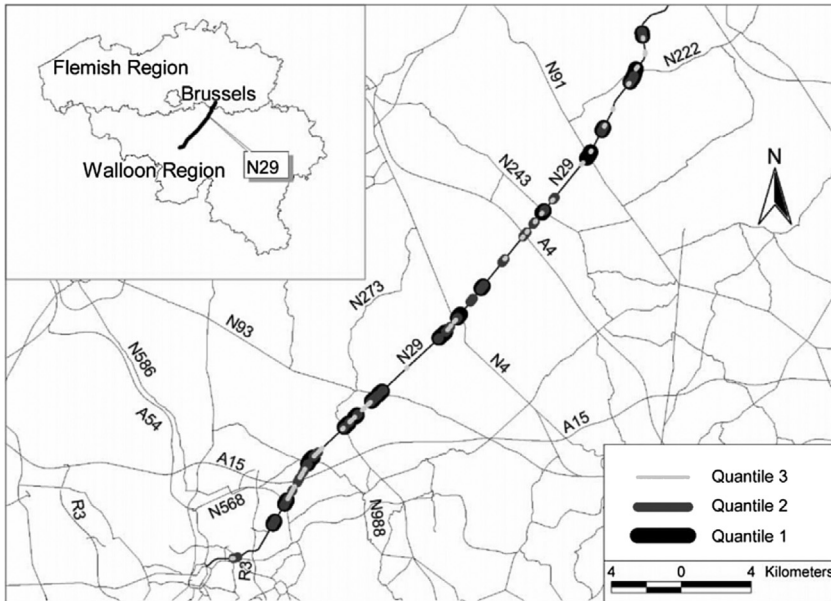 Flemish Region
Brussels
Walloon Region
N29
N222
N91
N
N243
N29
A4
N273
N93
N29
N4
N586
A54
A15
A15
N568
R3
N988
R3
Quantile 3
Quantile 2
Quantile 1
4 0 4 Kilometers